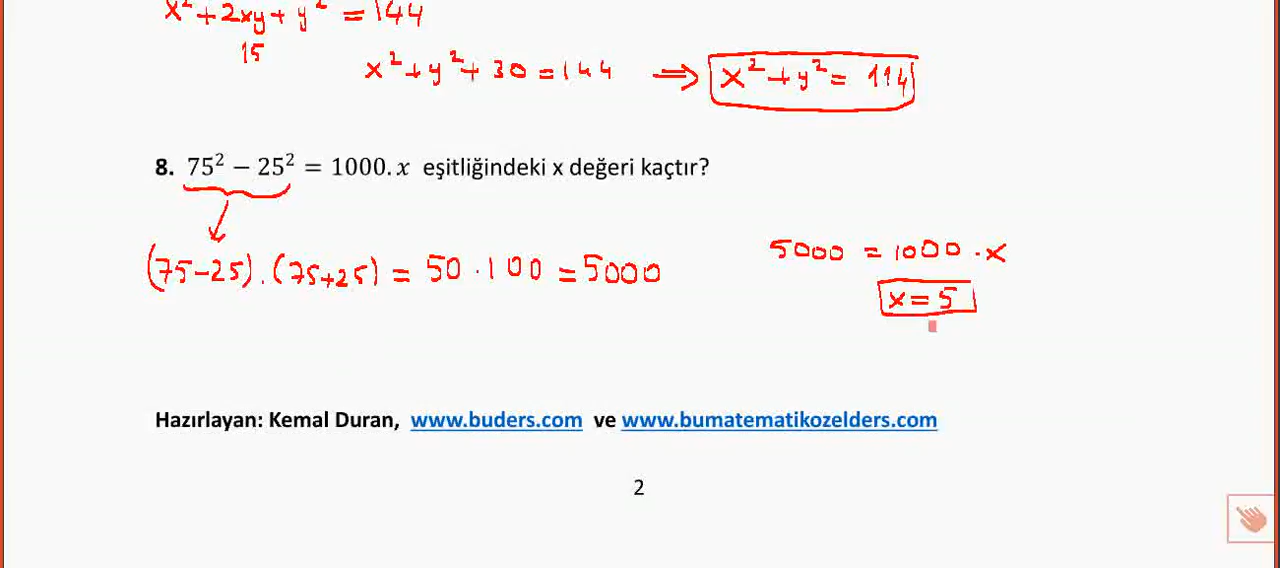 x² + 2xy + y² = 144
15
x² + y² + 30 = 144 ⇒ x² + y² = 114
8. 75² − 25² = 1000. x eşitliğindeki x değeri kaçtır?
(75−25) . (75+25) = 50 · 100 = 5000
5000 = 1000 · x
x = 5
Hazırlayan: Kemal Duran, www.buders.com ve www.bumatematikozelders.com
2